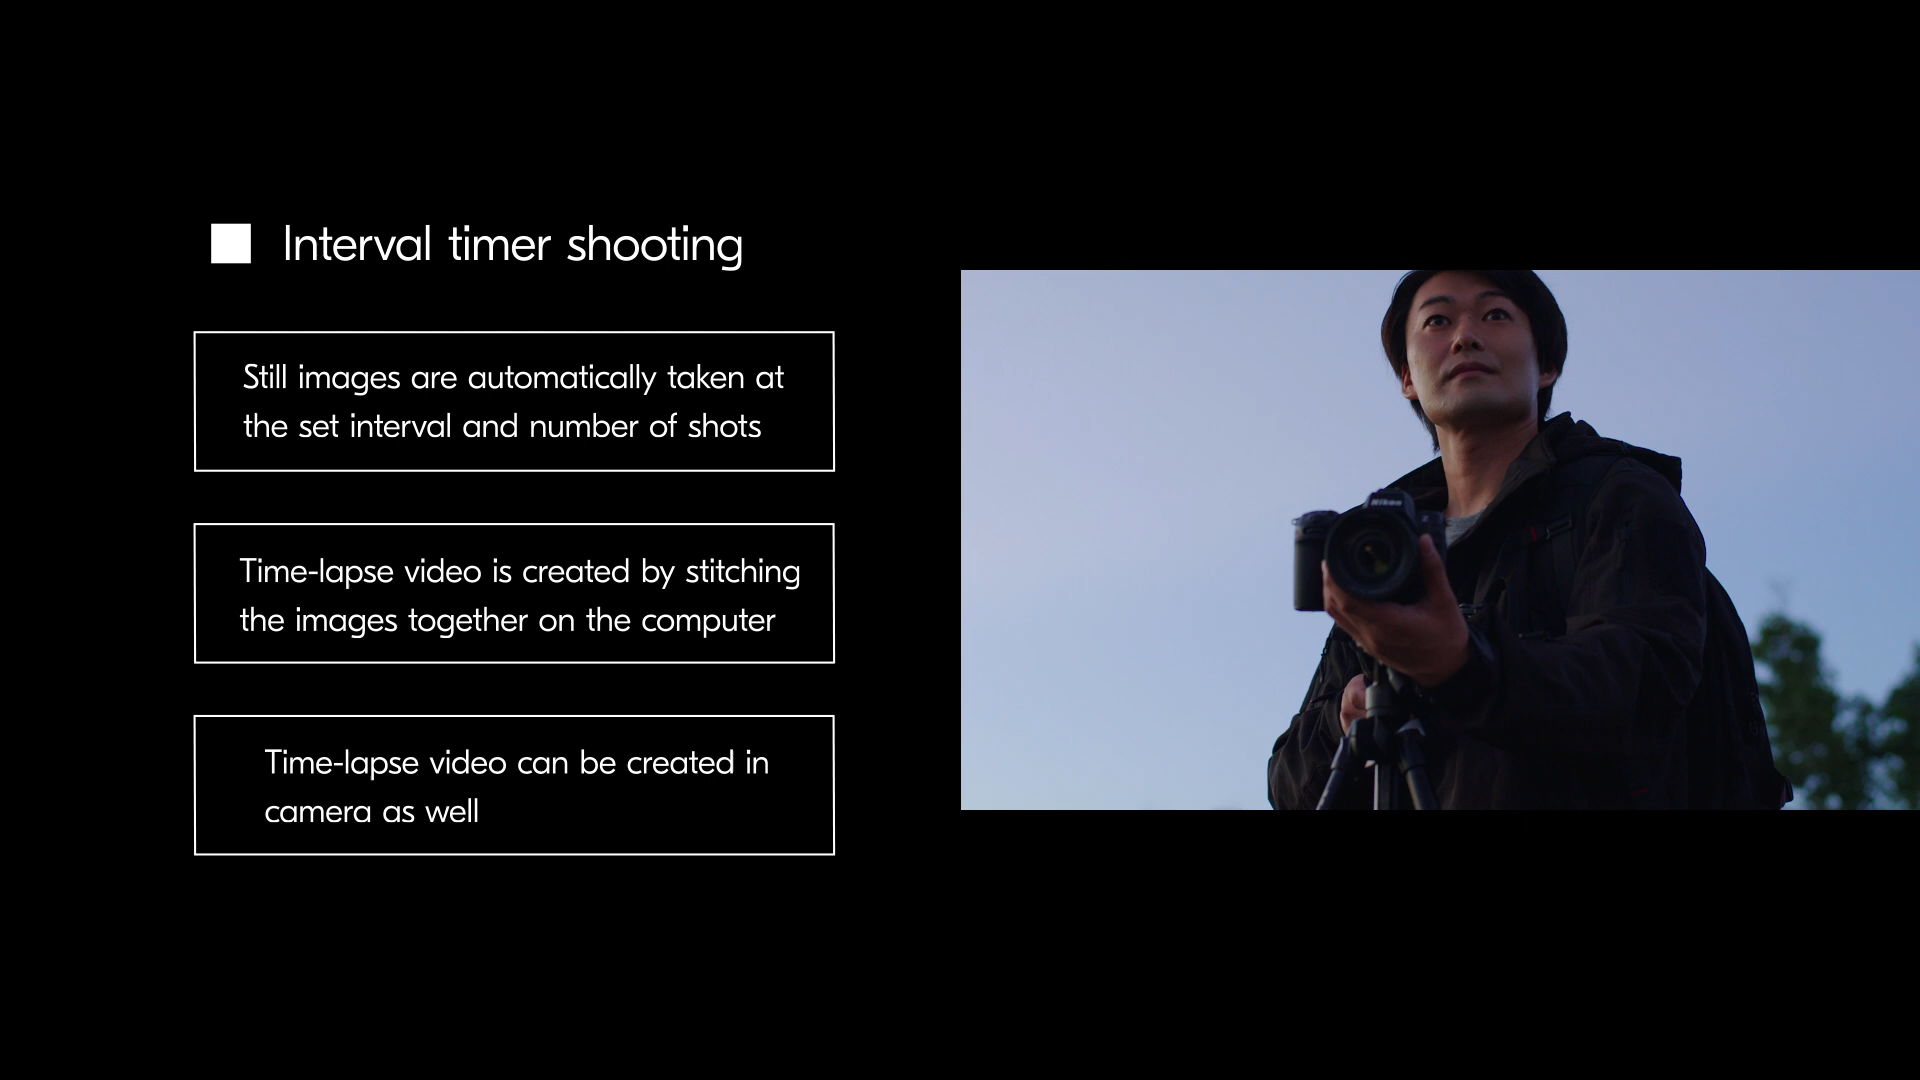 Interval timer shooting
Still images are automatically taken at
the set interval and number of shots
Time-lapse video is created by stitching
the images together on the computer
Time-lapse video can be created in
camera as well
Nikon